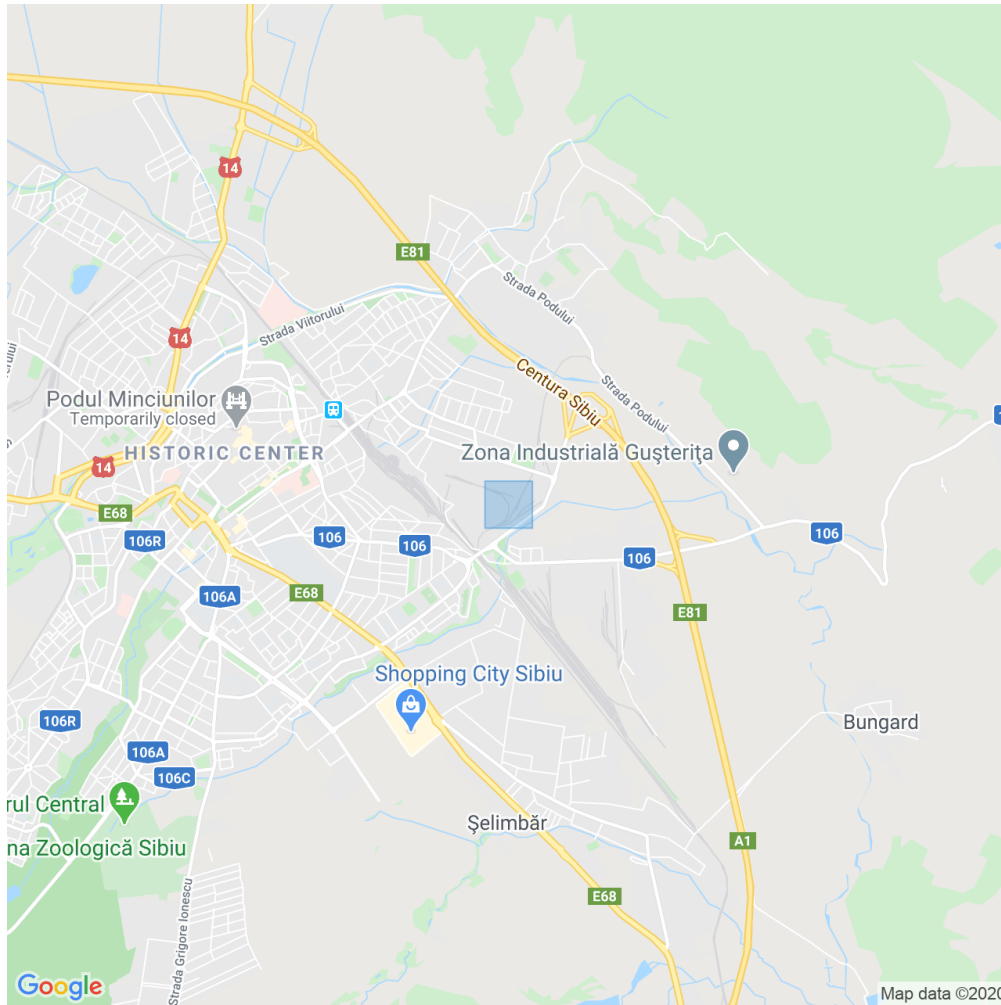 14
E81
Strada Podului
Strada Viitorului
14
Centura Sibiu
Strada Podului
Podul Minciunilor
Temporarily closed
HISTORIC CENTER
Zona Industrială Gușterița
14
E68
106R
106
106
106
106
106A
E68
E81
Shopping City Sibiu
106R
Bungard
106A
106C
rul Central
Șelimbăr
na Zoologică Sibiu
A1
E68
Strada Grigore Ionescu
Google
Map data ©2020